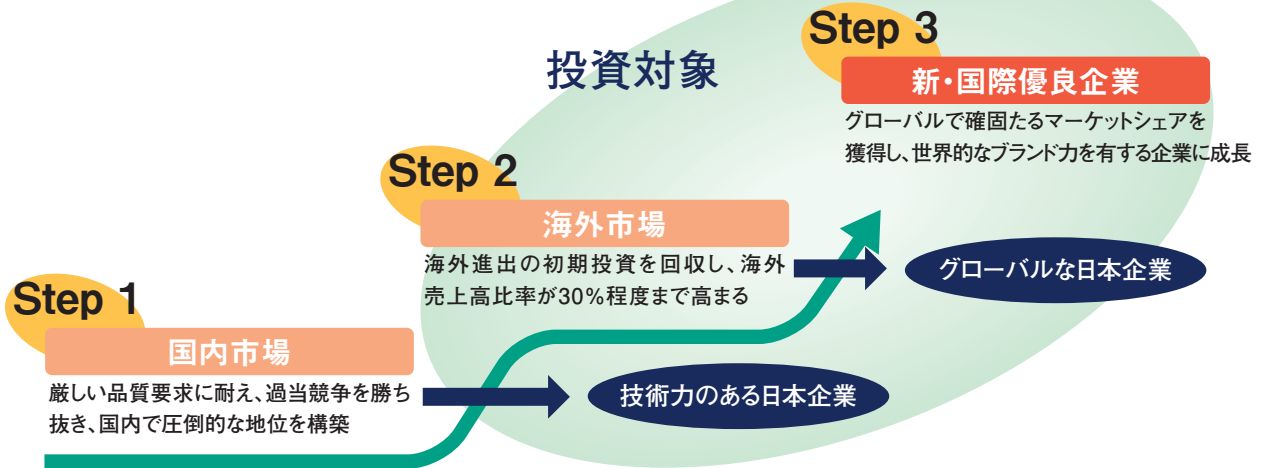 投資対象
Step 1
国内市場
厳しい品質要求に耐え、過当競争を勝ち
抜き、国内で圧倒的な地位を構築
技術力のある日本企業
Step 2
海外市場
海外進出の初期投資を回収し、海外
売上高比率が30%程度まで高まる
グローバルな日本企業
Step 3
新・国際優良企業
グローバルで確固たるマーケットシェアを
獲得し、世界的なブランド力を有する企業に成長